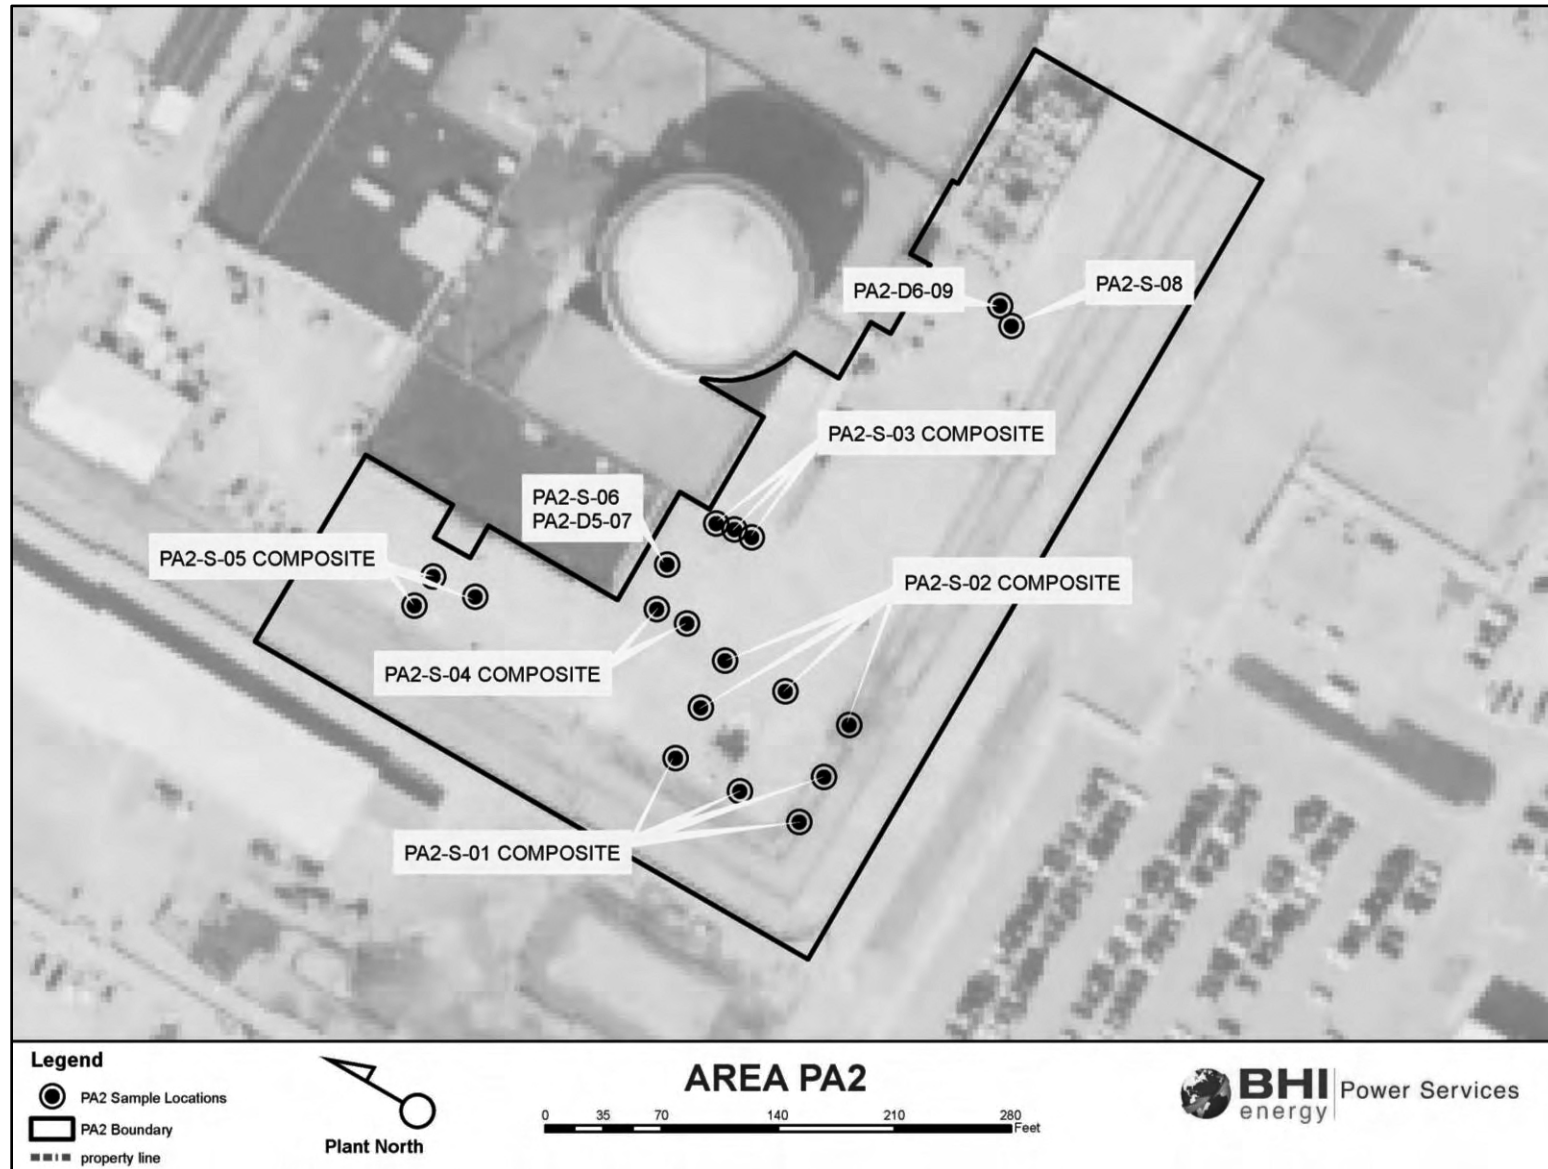 PA2-D6-09
PA2-S-08
PA2-S-03 COMPOSITE
PA2-S-06
PA2-D5-07
PA2-S-05 COMPOSITE
PA2-S-02 COMPOSITE
PA2-S-04 COMPOSITE
PA2-S-01 COMPOSITE
Legend
PA2 Sample Locations
PA2 Boundary
property line
Plant North
AREA PA2
0 35 70 140 210 280
Feet
BHI energy Power Services